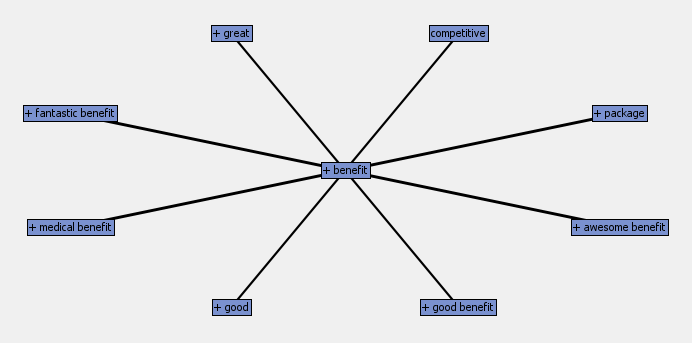 + great
competitive
+ fantastic benefit
+ package
+ benefit
+ medical benefit
+ awesome benefit
+ good
+ good benefit